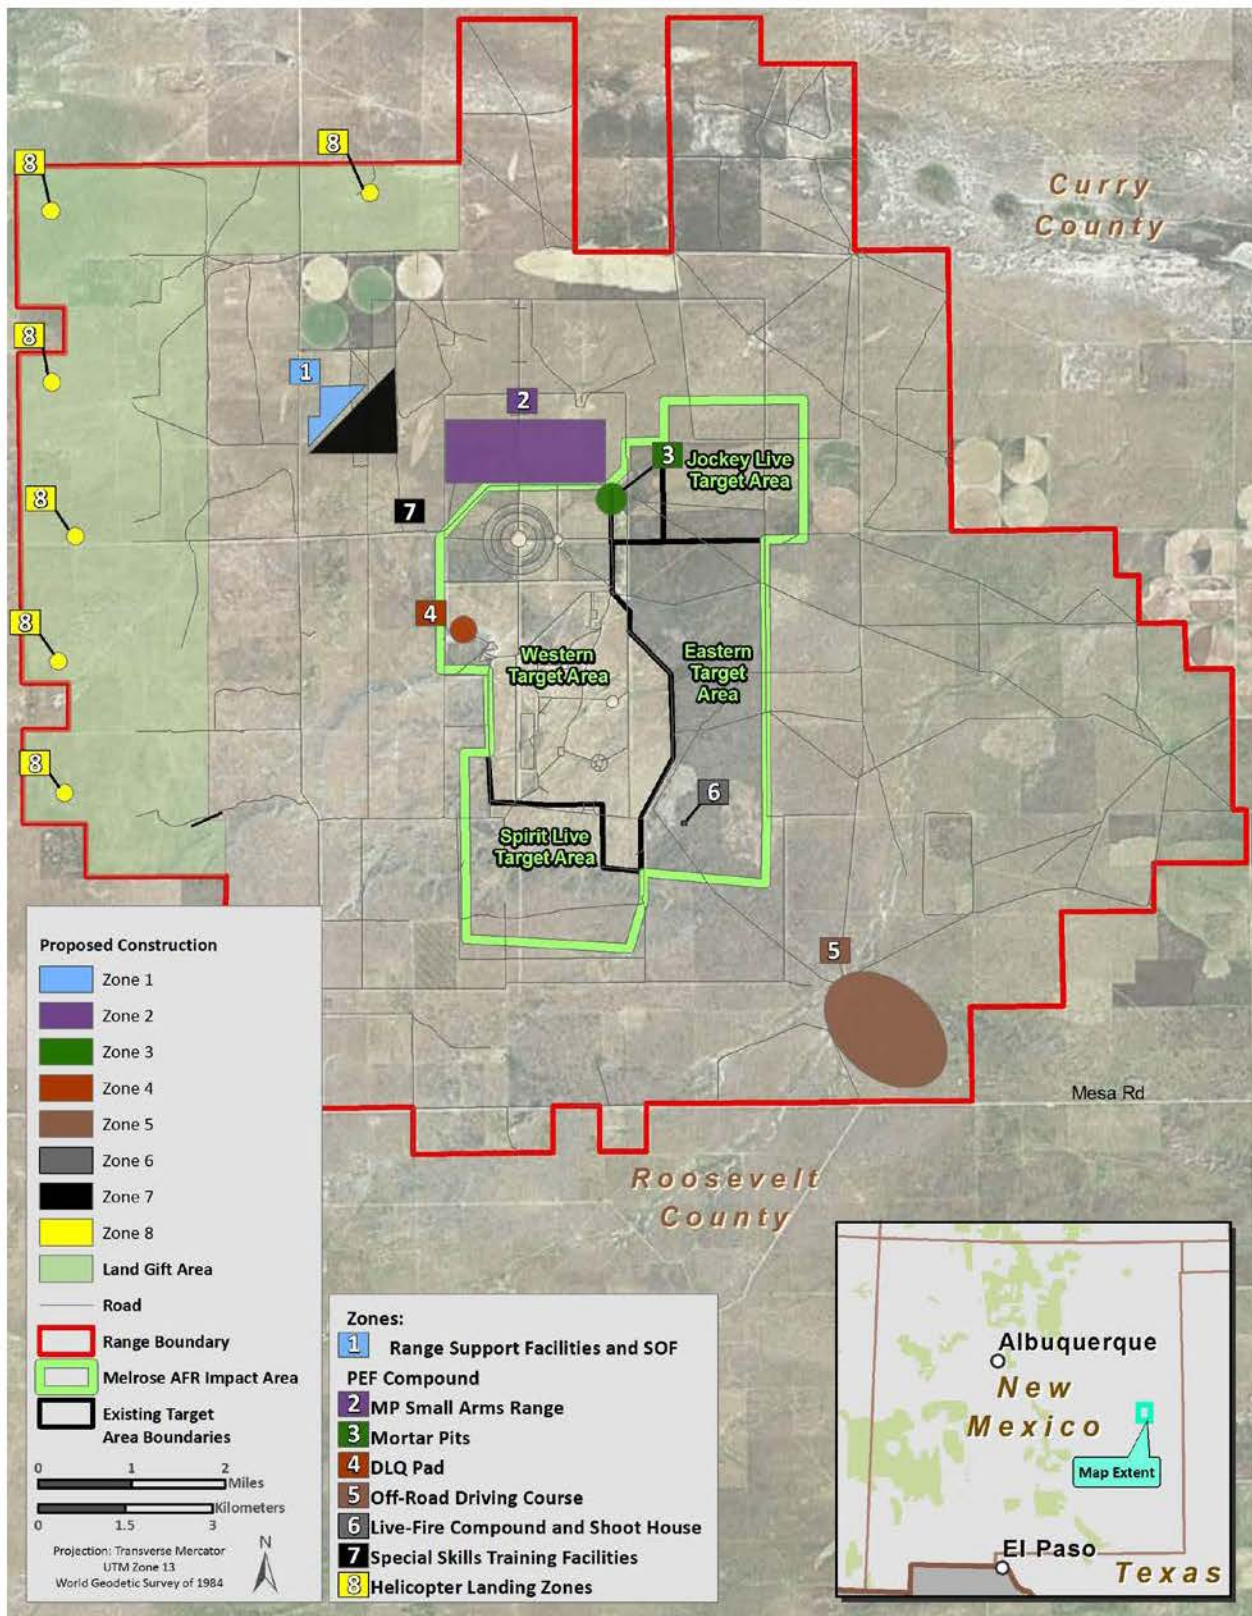 8
8
Curry
County
8
1
2
3
Jockey Live
Target Area
8
7
8
4
Western
Target Area
Eastern
Target
Area
8
6
Spirit Live
Target Area
5
Mesa Rd
Roosevelt
County
Proposed Construction
Zone 1
Zone 2
Zone 3
Zone 4
Zone 5
Zone 6
Zone 7
Zone 8
Land Gift Area
Road
Range Boundary
Melrose AFR Impact Area
Existing Target
Area Boundaries
0 1 2
Miles
Kilometers
0 1.5 3
Projection: Transverse Mercator
UTM Zone 13
World Geodetic Survey of 1984
N
Zones:
1 Range Support Facilities and SOF
PEF Compound
2 MP Small Arms Range
3 Mortar Pits
4 DLQ Pad
5 Off-Road Driving Course
6 Live-Fire Compound and Shoot House
7 Special Skills Training Facilities
8 Helicopter Landing Zones
Albuquerque
New
Mexico
Map Extent
El Paso
Texas